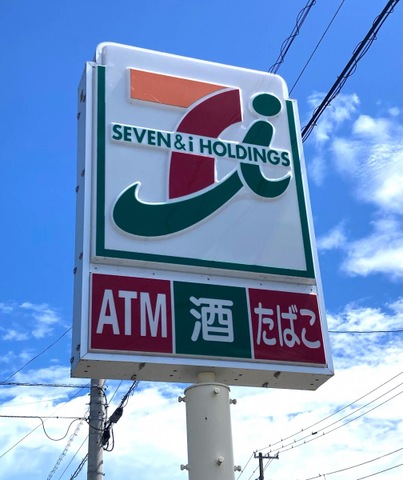 SEVEN & i HOLDINGS
ATM 酒 たばこ